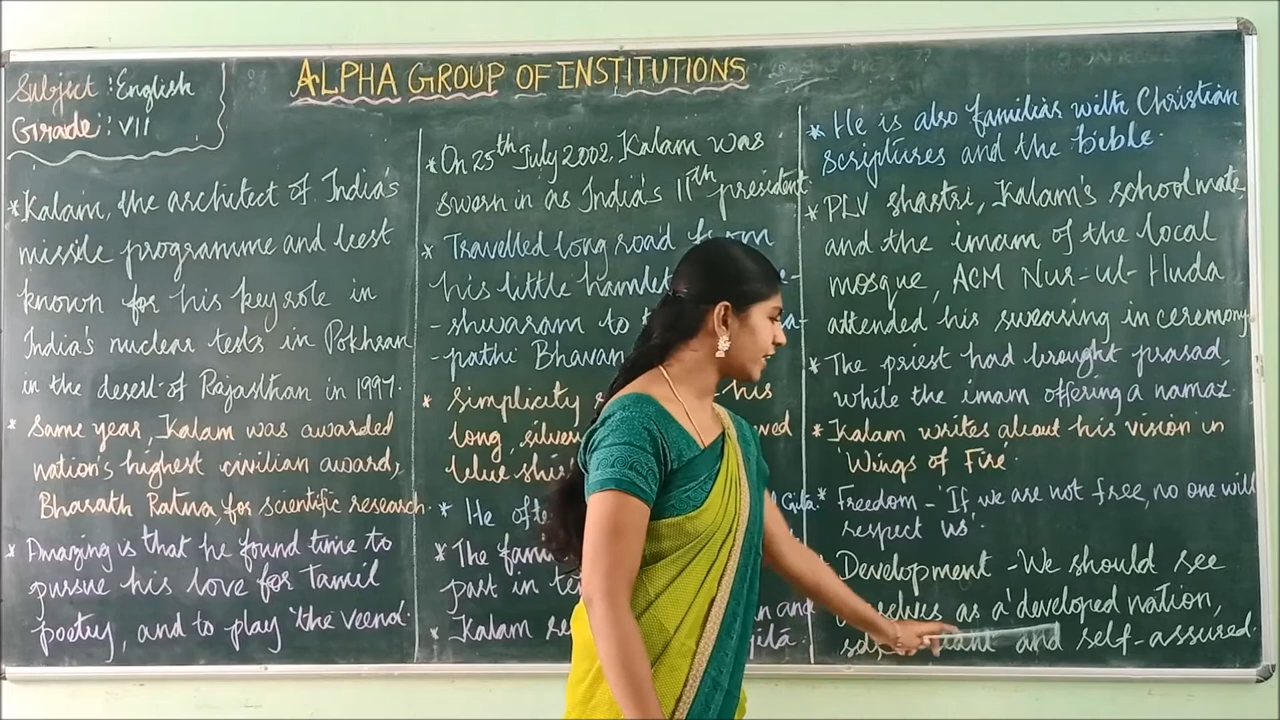 Subject : English
Grade : VII
ALPHA GROUP OF INSTITUTIONS
* Kalam, the architect of India's
missile programme and best
known for his key role in
India's nuclear tests in Pokhran
in the desert of Rajasthan in 1997.
* Same year, Kalam was awarded
nation's highest civilian award,
Bharath Ratna, for scientific research.
* Amazing is that he found time to
pursue his love for Tamil
poetry, and to play the veena.
* On 25th July 2002, Kalam was
sworn in as India's 11th president.
* Travelled long road from
his little hamlet
-shwaram to
-pathi Bhavan
* Simplicity his
long, silver
blue shir
* He ofte Gita.
* The fami
part in te
* Kalam re and
gita.
* He is also familiar with Christian
scriptures and the bible.
* PLV shastri, Kalam's schoolmate,
and the imam of the local
mosque, ACM Nur-ul-Huda
attended his swearing in ceremony.
* The priest had brought prasad,
while the imam offering a namaz.
* Kalam writes about his vision in
'Wings of Fire'.
* Freedom - 'If we are not free, no one will
respect us'.
Development - We should see
as a 'developed nation,
and self-assured.